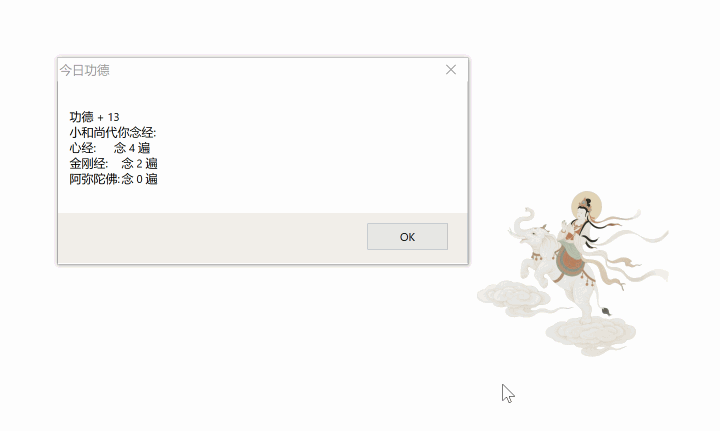 今日功德
功德 + 13
小和尚代你念经:
心经: 念 4 遍
金刚经: 念 2 遍
阿弥陀佛:念 0 遍
OK